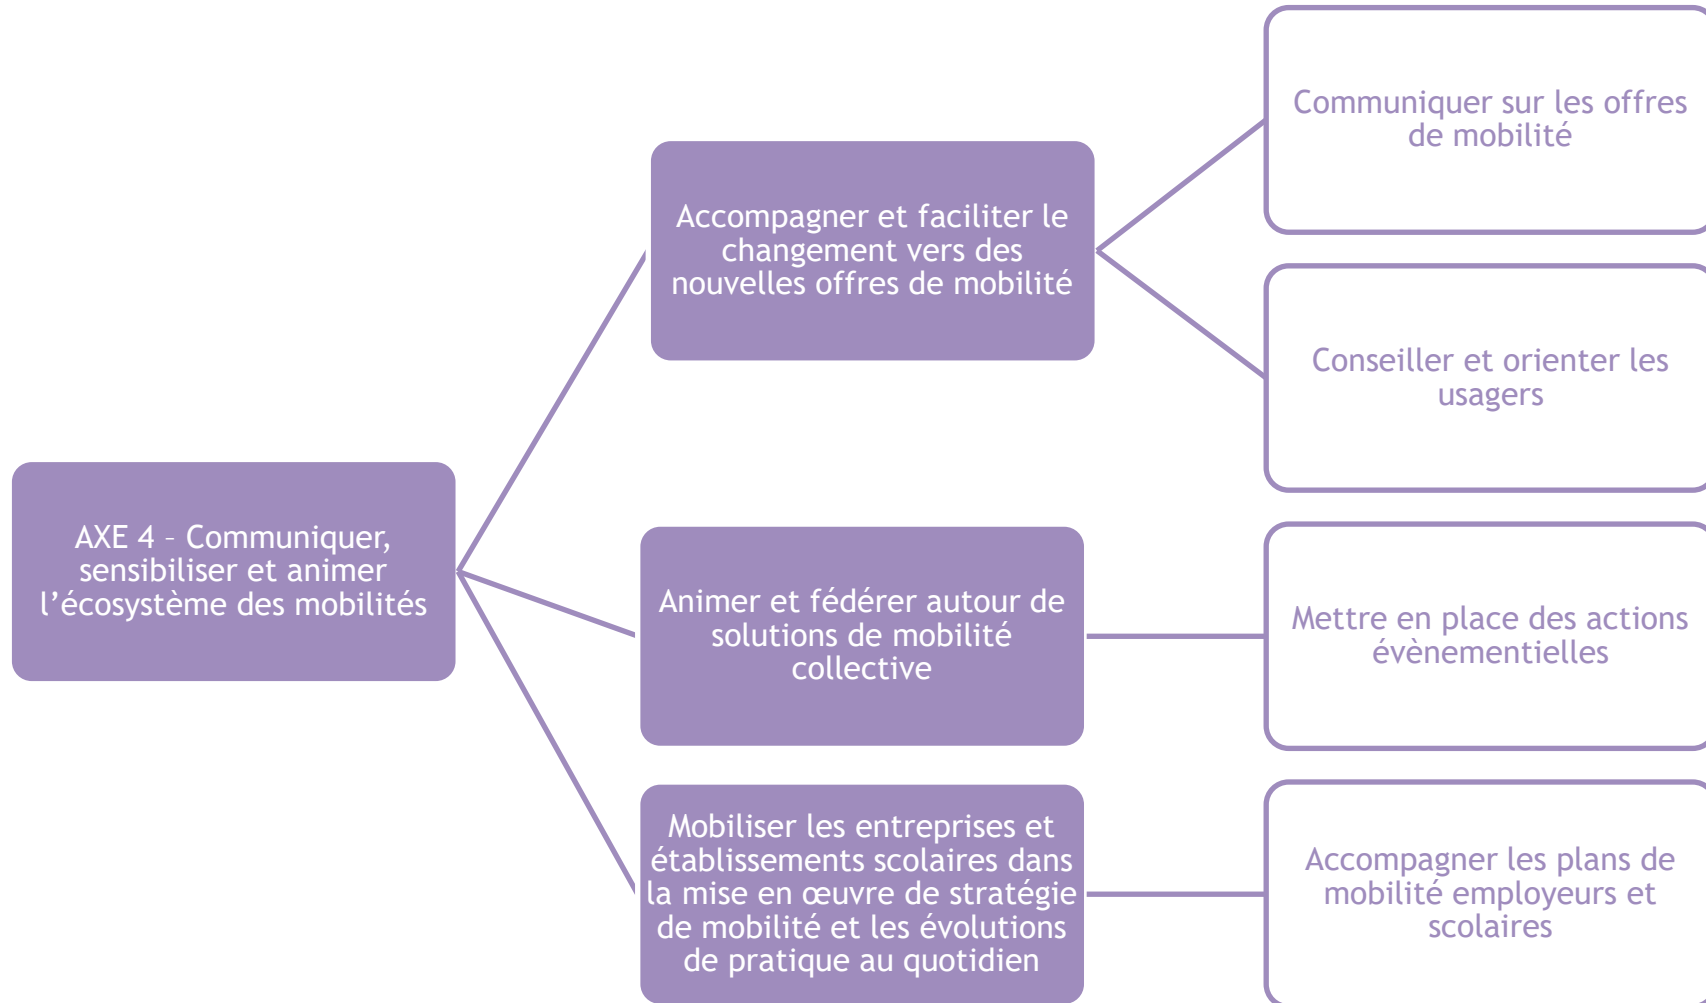 AXE 4 – Communiquer,
sensibiliser et animer
l’écosystème des mobilités
Accompagner et faciliter le
changement vers des
nouvelles offres de mobilité
Communiquer sur les offres
de mobilité
Conseiller et orienter les
usagers
Animer et fédérer autour de
solutions de mobilité
collective
Mettre en place des actions
évènementielles
Mobiliser les entreprises et
établissements scolaires dans
la mise en œuvre de stratégie
de mobilité et les évolutions
de pratique au quotidien
Accompagner les plans de
mobilité employeurs et
scolaires